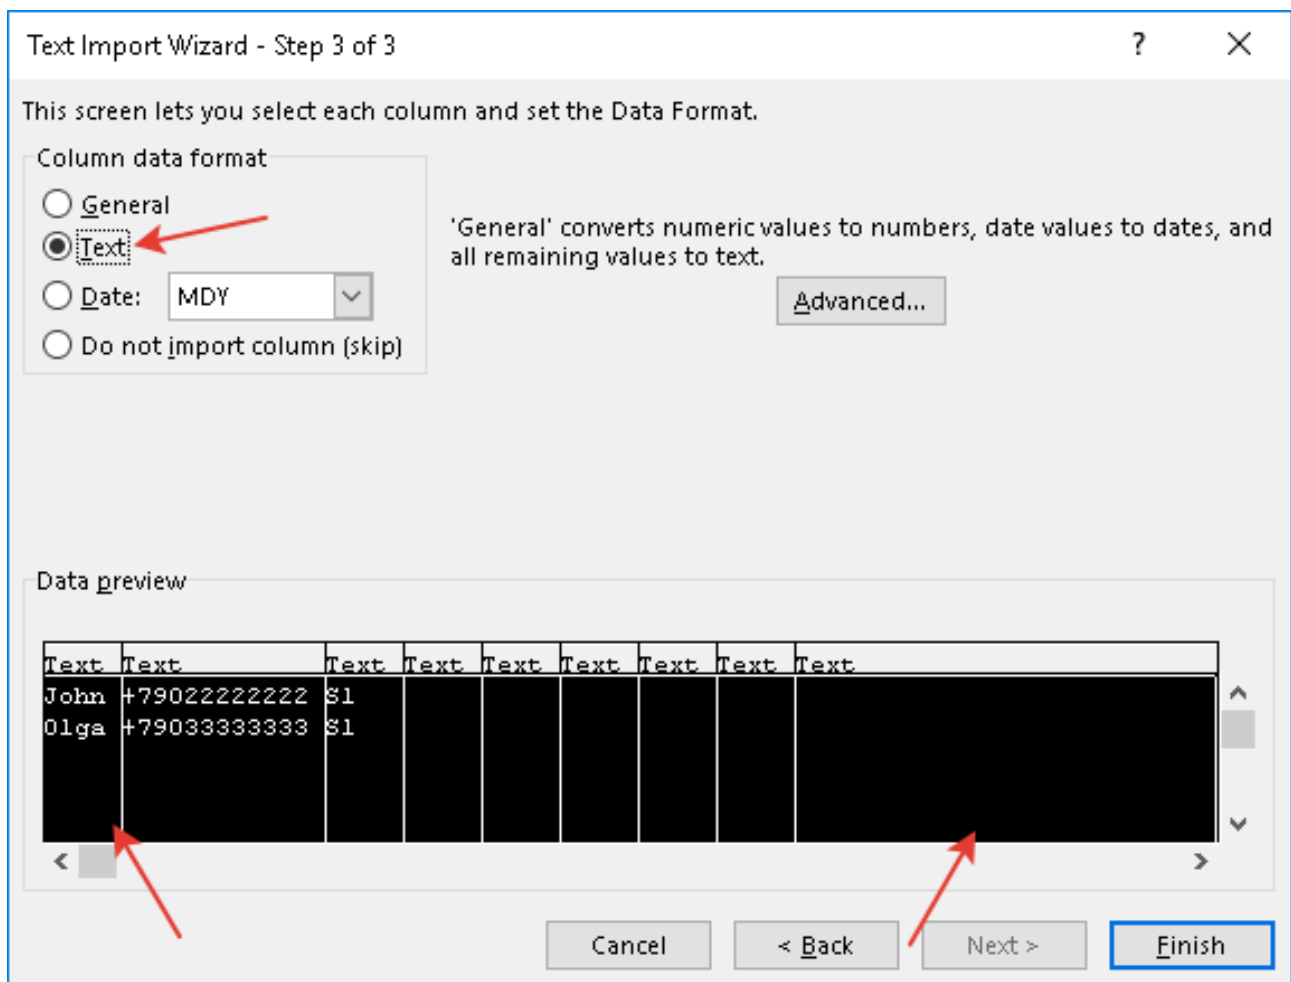 Text Import Wizard - Step 3 of 3 ?
This screen lets you select each column and set the Data Format.
Column data format
General
Text
Date: MDY
Do not import column (skip)
'General' converts numeric values to numbers, date values to dates, and
all remaining values to text.
Advanced...
Data preview
Text Text Text Text Text Text Text Text Text
John +79022222222 Sl
Olga +79033333333 Sl
Cancel < Back Next > Finish